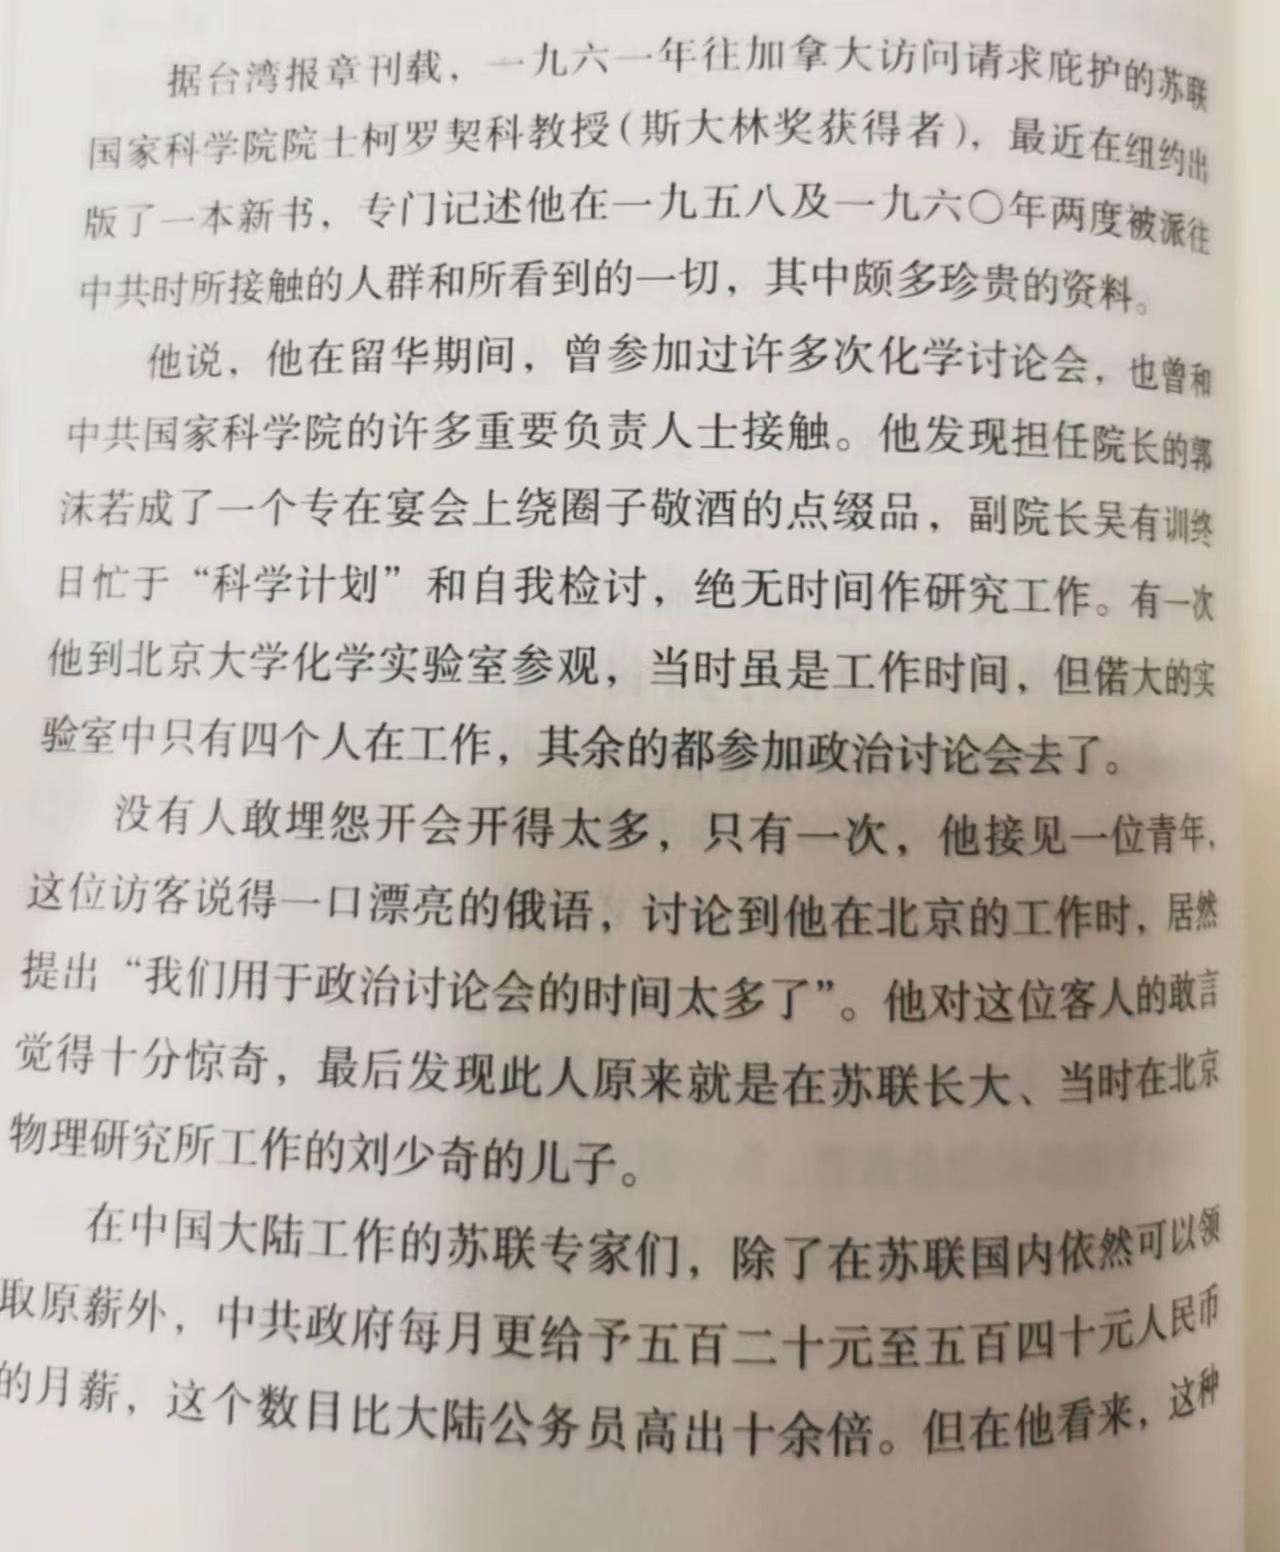 据台湾报章刊载，一九六一年往加拿大访问请求庇护的苏联
国家科学院院士柯罗契科教授（斯大林奖获得者），最近在纽约出
版了一本新书，专门记述他在一九五八及一九六〇年两度被派往
中共时所接触的人群和所看到的一切，其中颇多珍贵的资料。
他说，他在留华期间，曾参加过许多次化学讨论会，也曾和
中共国家科学院的许多重要负责人士接触。他发现担任院长的郭
沫若成了一个专在宴会上绕圈子敬酒的点缀品，副院长吴有训终
日忙于“科学计划”和自我检讨，绝无时间作研究工作。有一次
他到北京大学化学实验室参观，当时虽是工作时间，但偌大的实
验室中只有四个人在工作，其余的都参加政治讨论会去了。
没有人敢埋怨开会开得太多，只有一次，他接见一位青年，
这位访客说得一口漂亮的俄语，讨论到他在北京的工作时，居然
提出“我们用于政治讨论会的时间太多了”。他对这位客人的敢言
觉得十分惊奇，最后发现此人原来就是在苏联长大、当时在北京
物理研究所工作的刘少奇的儿子。
在中国大陆工作的苏联专家们，除了在苏联国内依然可以领
取原薪外，中共政府每月更给予五百二十元至五百四十元人民币
的月薪，这个数目比大陆公务员高出十余倍。但在他看来，这种